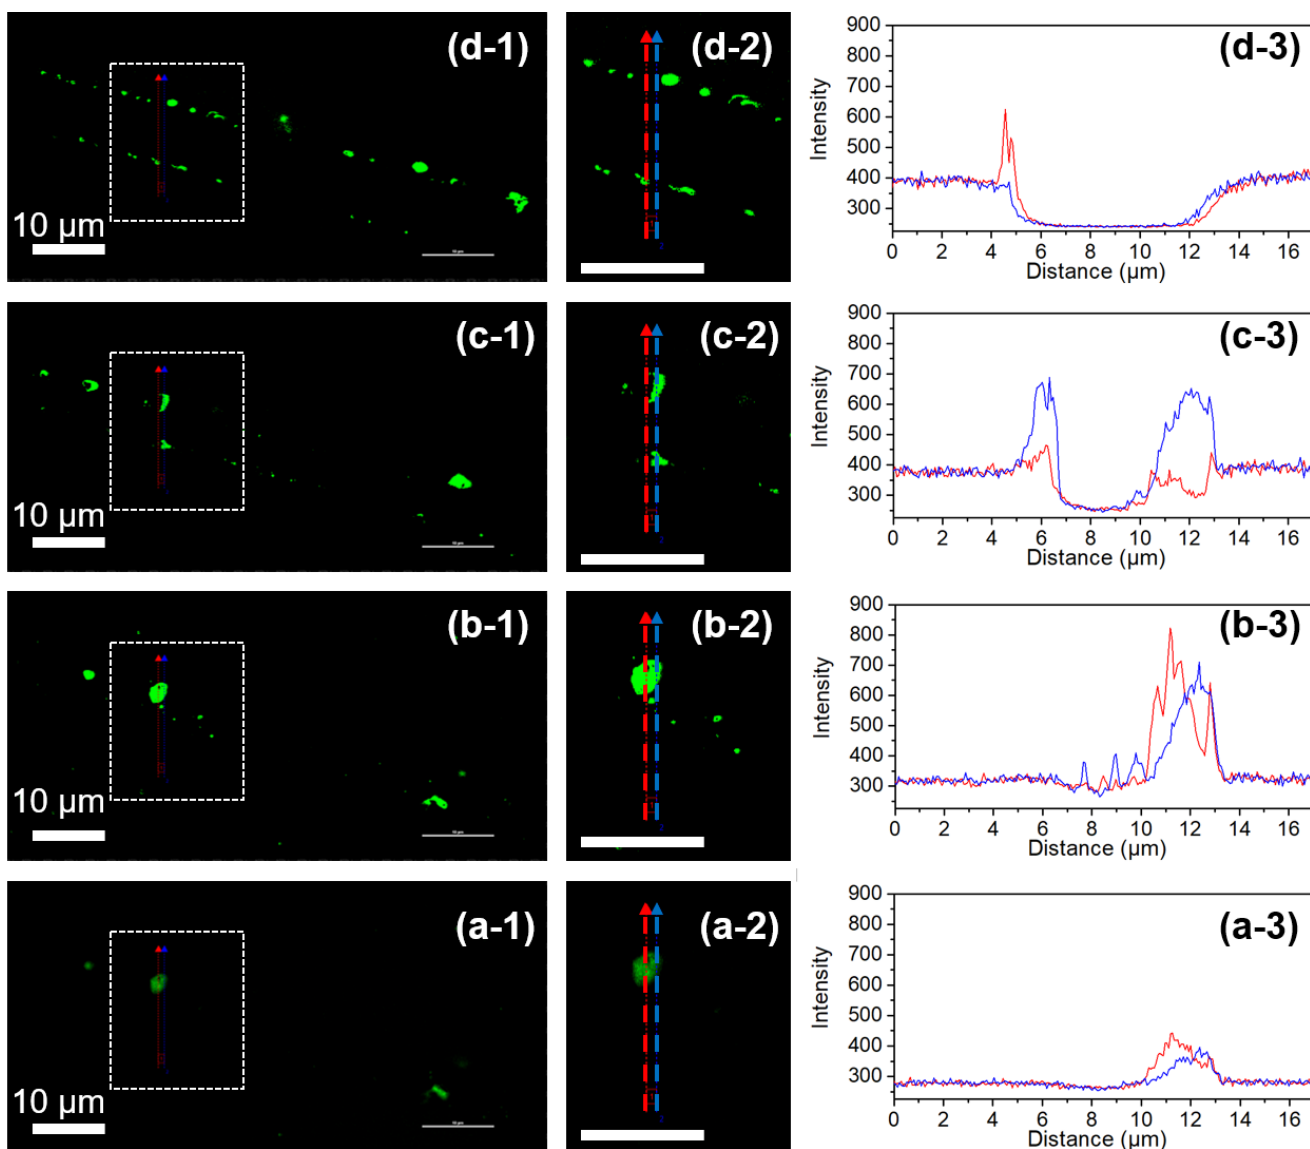 (d-1)
10 µm
(d-2)
(d-3)
Intensity
900
800
700
600
500
400
300
0 2 4 6 8 10 12 14 16
Distance (µm)
(c-1)
10 µm
(c-2)
(c-3)
Intensity
900
800
700
600
500
400
300
0 2 4 6 8 10 12 14 16
Distance (µm)
(b-1)
10 µm
(b-2)
(b-3)
Intensity
900
800
700
600
500
400
300
0 2 4 6 8 10 12 14 16
Distance (µm)
(a-1)
10 µm
(a-2)
(a-3)
Intensity
900
800
700
600
500
400
300
0 2 4 6 8 10 12 14 16
Distance (µm)